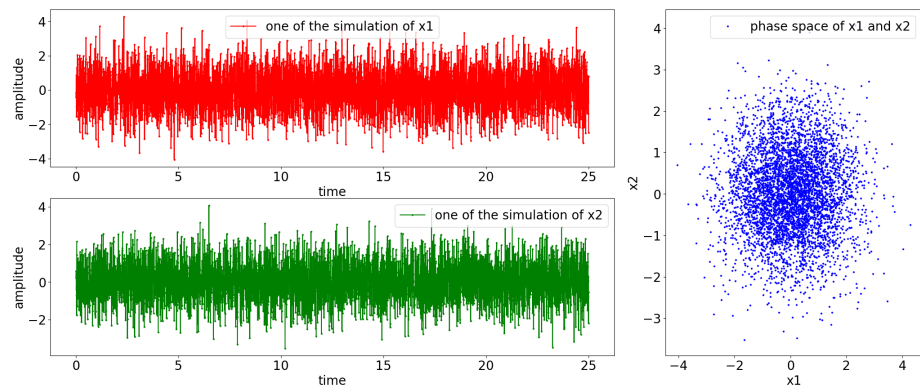 one of the simulation of x1
amplitude
4
2
0
−2
−4
0 5 10 15 20 25
time
one of the simulation of x2
amplitude
4
2
0
−2
0 5 10 15 20 25
time
phase space of x1 and x2
x2
4
3
2
1
0
−1
−2
−3
−4 −2 0 2 4
x1